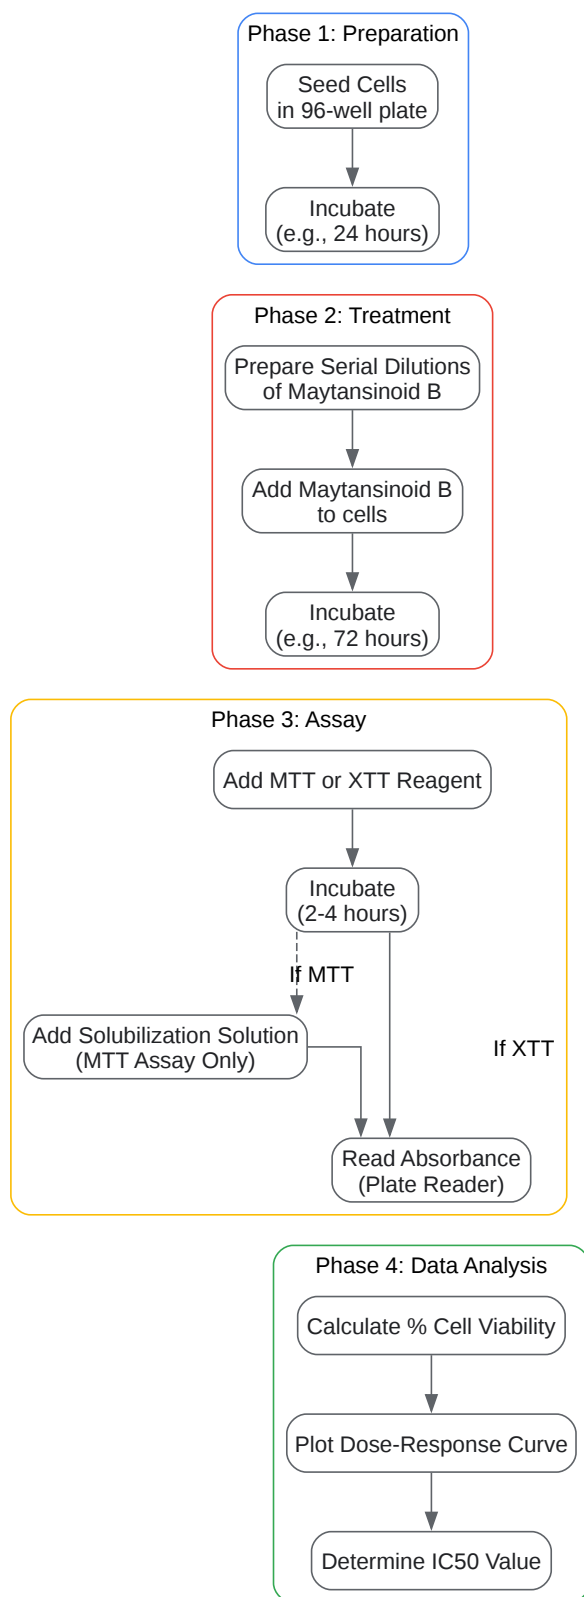 Phase 1: Preparation
Seed Cells
in 96-well plate
Incubate
(e.g., 24 hours)
Phase 2: Treatment
Prepare Serial Dilutions
of Maytansinoid B
Add Maytansinoid B
to cells
Incubate
(e.g., 72 hours)
Phase 3: Assay
Add MTT or XTT Reagent
Incubate
(2-4 hours)
If MTT
Add Solubilization Solution
(MTT Assay Only)
If XTT
Read Absorbance
(Plate Reader)
Phase 4: Data Analysis
Calculate % Cell Viability
Plot Dose-Response Curve
Determine IC50 Value